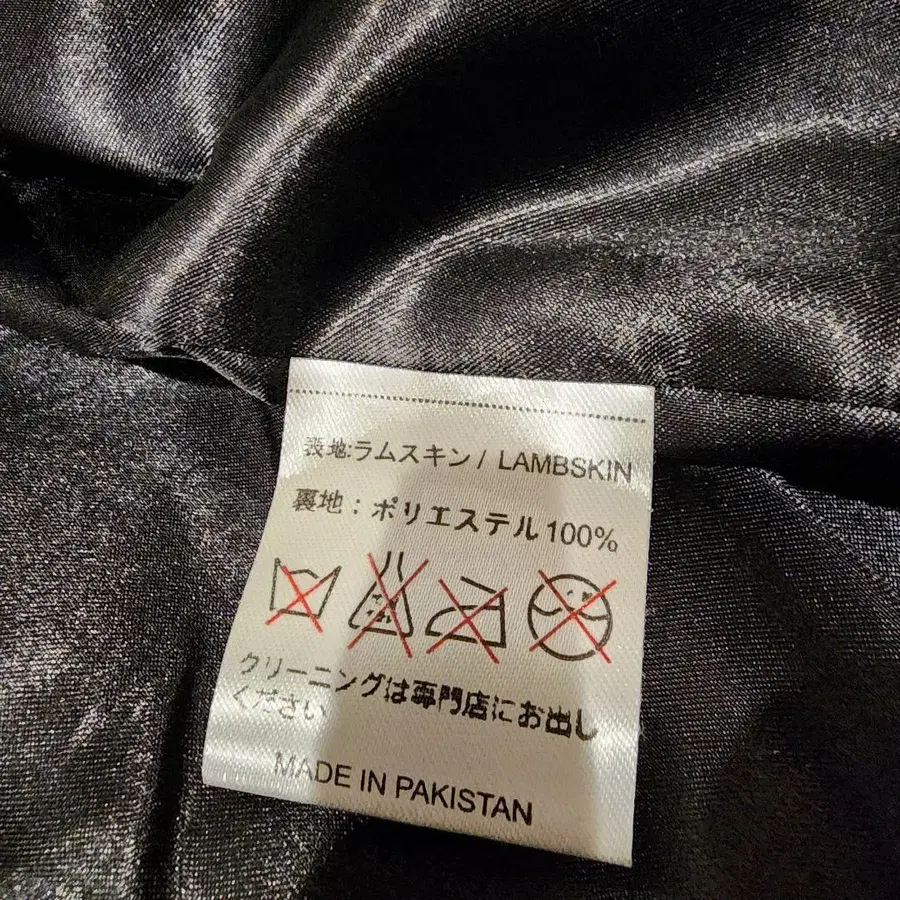 表地:ラムスキン / LAMBSKIN
裏地：ポリエステル100%
クリーニングは専門店にお出し
ください
MADE IN PAKISTAN